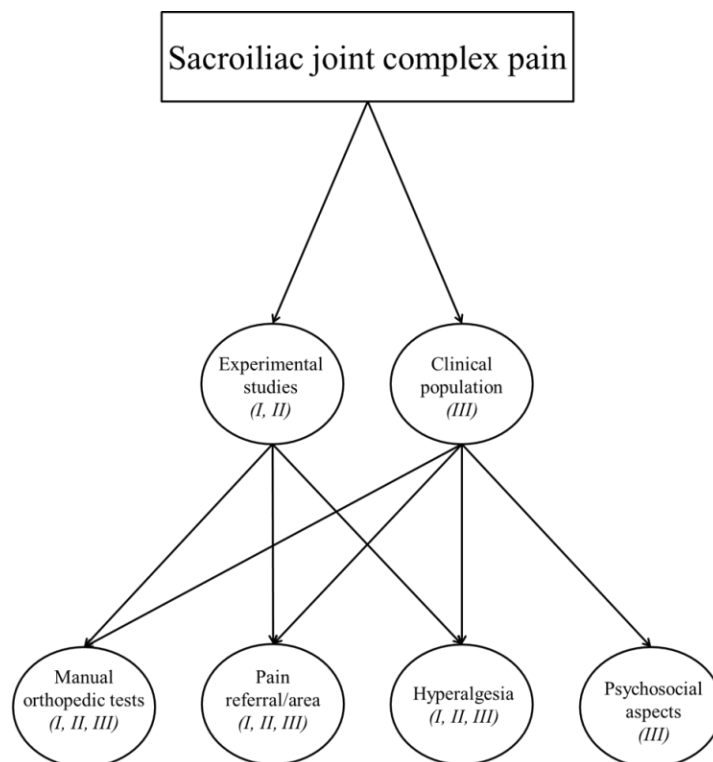 Sacroiliac joint complex pain
Experimental
studies
(I, II)
Clinical
population
(III)
Manual
orthopedic tests
(I, II, III)
Pain
referral/area
(I, II, III)
Hyperalgesia
(I, II, III)
Psychosocial
aspects
(III)